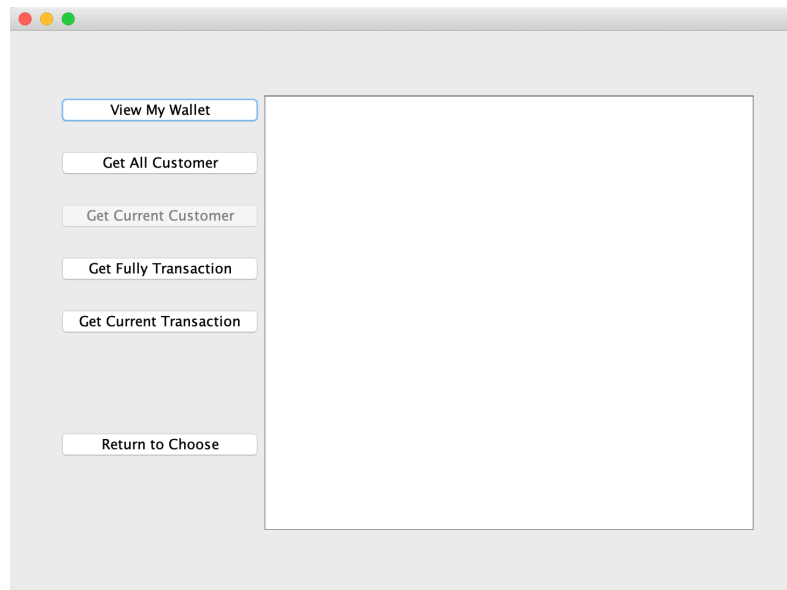 View My Wallet
Get All Customer
Get Current Customer
Get Fully Transaction
Get Current Transaction
Return to Choose